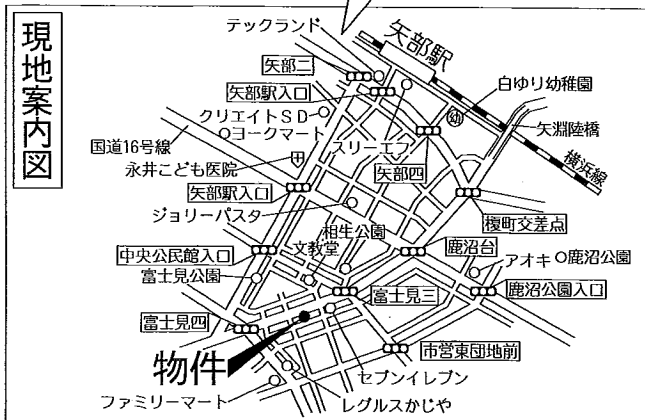 現地案内図
テックランド
矢部駅
矢部二
矢部駅入口
白ゆり幼稚園
クリエイトSD
幼
ヨークマート
スリーエフ
矢淵陸橋
国道16号線
永井こども医院
横浜線
矢部四
矢部駅入口
ジョリーパスタ
榎町交差点
相生公園
中央公民館入口
文教堂
鹿沼台
アオキ
鹿沼公園
富士見公園
富士見三
鹿沼公園入口
富士見四
物件
市営東団地前
セブンイレブン
ファミリーマート
レグルスかじや